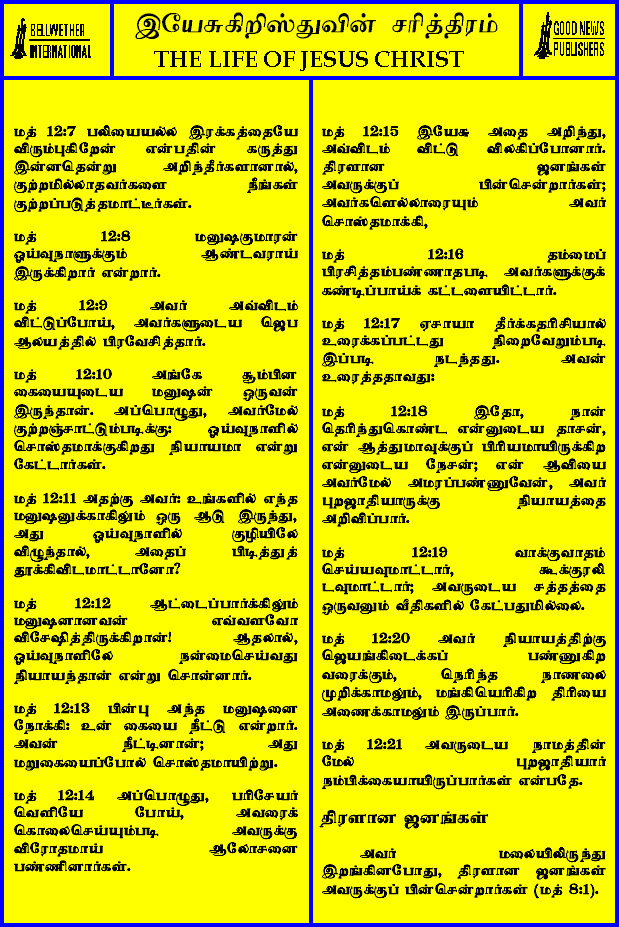 BELLWETHER
INTERNATIONAL
இயேசுகிறிஸ்துவின் சரித்திரம்
THE LIFE OF JESUS CHRIST
GOOD NEWS
PUBLISHERS
மத் 12:7 பலியையல்ல இரக்கத்தையே
விரும்புகிறேன் என்பதின் கருத்து
இன்னதென்று அறிந்தீர்களானால்,
குற்றமில்லாதவர்களை நீங்கள்
குற்றப்படுத்தமாட்டீர்கள்.
மத் 12:8 மனுஷகுமாரன்
ஓய்வுநாளுக்கும் ஆண்டவராய்
இருக்கிறார் என்றார்.
மத் 12:9 அவர் அவ்விடம்
விட்டுப்போய், அவர்களுடைய ஜெப
ஆலயத்தில் பிரவேசித்தார்.
மத் 12:10 அங்கே சூம்பின
கையையுடைய மனுஷன் ஒருவன்
இருந்தான். அப்பொழுது, அவர்மேல்
குற்றஞ்சாட்டும்படிக்கு: ஓய்வுநாளில்
சொஸ்தமாக்குகிறது நியாயமா என்று
கேட்டார்கள்.
மத் 12:11 அதற்கு அவர்: உங்களில் எந்த
மனுஷனுக்காகிலும் ஒரு ஆடு இருந்து,
அது ஓய்வுநாளில் குழியிலே
விழுந்தால், அதைப் பிடித்துத்
தூக்கிவிடமாட்டானோ?
மத் 12:12 ஆட்டைப்பார்க்கிலும்
மனுஷனானவன் எவ்வளவோ
விசேஷித்திருக்கிறான்! ஆதலால்,
ஓய்வுநாளிலே நன்மைசெய்வது
நியாயந்தான் என்று சொன்னார்.
மத் 12:13 பின்பு அந்த மனுஷனை
நோக்கி: உன் கையை நீட்டு என்றார்.
அவன் நீட்டினான்; அது
மறுகையைப்போல் சொஸ்தமாயிற்று.
மத் 12:14 அப்பொழுது, பரிசேயர்
வெளியே போய், அவரைக்
கொலைசெய்யும்படி அவருக்கு
விரோதமாய் ஆலோசனை
பண்ணினார்கள்.
மத் 12:15 இயேசு அதை அறிந்து,
அவ்விடம் விட்டு விலகிப்போனார்.
திரளான ஜனங்கள்
அவருக்குப் பின்சென்றார்கள்;
அவர்களெல்லாரையும் அவர்
சொஸ்தமாக்கி,
மத் 12:16 தம்மைப்
பிரசித்தம்பண்ணாதபடி அவர்களுக்குக்
கண்டிப்பாய்க் கட்டளையிட்டார்.
மத் 12:17 ஏசாயா தீர்க்கதரிசியால்
உரைக்கப்பட்டது நிறைவேறும்படி
இப்படி நடந்தது. அவன்
உரைத்ததாவது:
மத் 12:18 இதோ, நான்
தெரிந்துகொண்ட என்னுடைய தாசன்,
என் ஆத்துமாவுக்குப் பிரியமாயிருக்கிற
என்னுடைய நேசன்; என் ஆவியை
அவர்மேல் அமரப்பண்ணுவேன், அவர்
புறஜாதியாருக்கு நியாயத்தை
அறிவிப்பார்.
மத் 12:19 வாக்குவாதம்
செய்யவுமாட்டார், கூக்குரலி
டவுமாட்டார்; அவருடைய சத்தத்தை
ஒருவனும் வீதிகளில் கேட்பதுமில்லை.
மத் 12:20 அவர் நியாயத்திற்கு
ஜெயங்கிடைக்கப் பண்ணுகிற
வரைக்கும், நெரிந்த நாணலை
முறிக்காமலும், மங்கியெரிகிற திரியை
அணைக்காமலும் இருப்பார்.
மத் 12:21 அவருடைய நாமத்தின்
மேல் புறஜாதியார்
நம்பிக்கையாயிருப்பார்கள் என்பதே.
திரளான ஜனங்கள்
அவர் மலையிலிருந்து
இறங்கினபோது, திரளான ஜனங்கள்
அவருக்குப் பின்சென்றார்கள் (மத் 8:1).